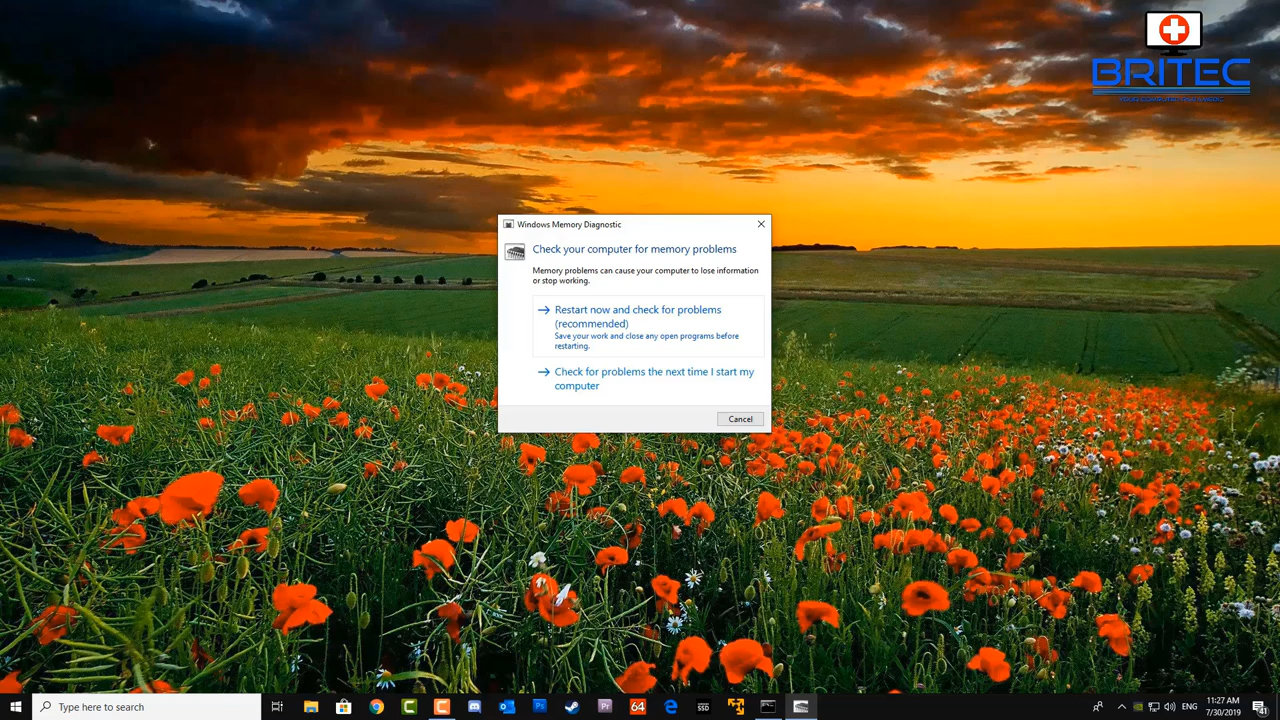 BRITEC
Windows Memory Diagnostic
Check your computer for memory problems
Memory problems can cause your computer to lose information
or stop working.
Restart now and check for problems
(recommended)
Save your work and close any open programs before
restarting.
Check for problems the next time I start my
computer
Cancel
Type here to search
64
SSD
ENG
11:27 AM
7/30/2019